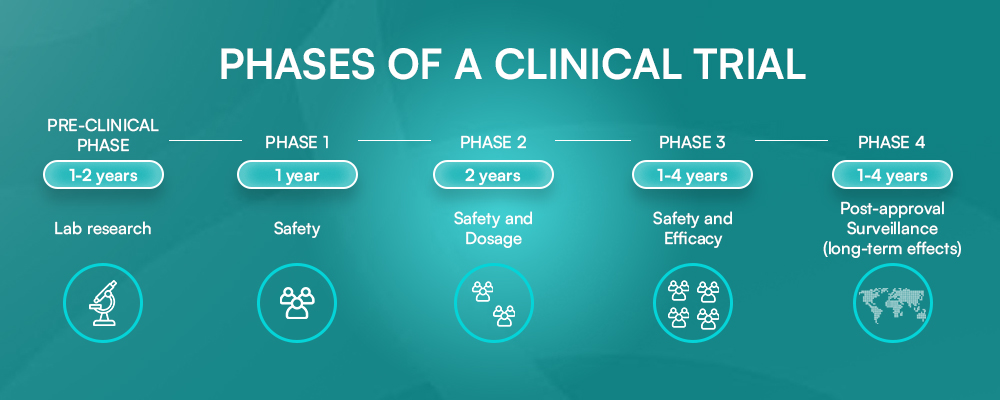 PHASES OF A CLINICAL TRIAL
PRE-CLINICAL
PHASE
1-2 years
Lab research
PHASE 1
1 year
Safety
PHASE 2
2 years
Safety and
Dosage
PHASE 3
1-4 years
Safety and
Efficacy
PHASE 4
1-4 years
Post-approval
Surveillance
(long-term effects)